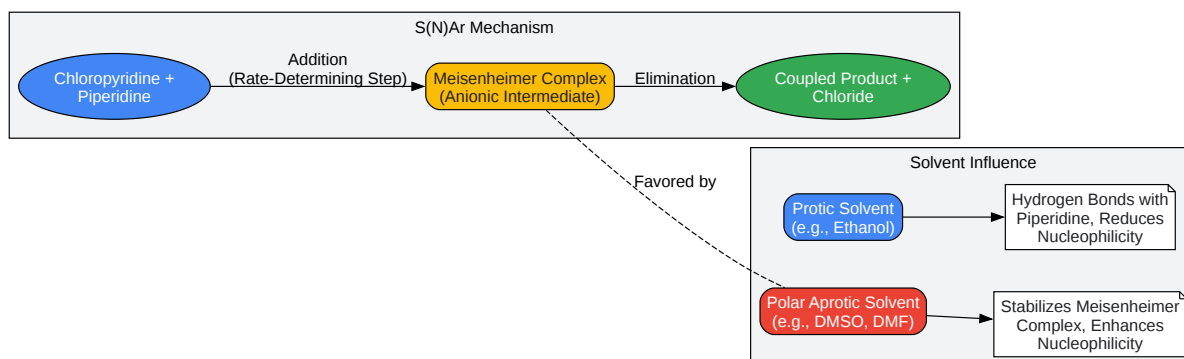 S(N)Ar Mechanism
Chloropyridine +
Piperidine
Addition
(Rate-Determining Step)
Meisenheimer Complex
(Anionic Intermediate)
Elimination
Coupled Product +
Chloride
Favored by
Solvent Influence
Protic Solvent
(e.g., Ethanol)
Hydrogen Bonds with
Piperidine, Reduces
Nucleophilicity
Polar Aprotic Solvent
(e.g., DMSO, DMF)
Stabilizes Meisenheimer
Complex, Enhances
Nucleophilicity